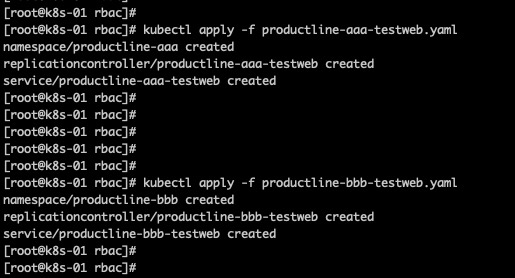 [root@k8s-01 rbac]#
[root@k8s-01 rbac]# kubectl apply -f productline-aaa-testweb.yaml
namespace/productline-aaa created
replicationcontroller/productline-aaa-testweb created
service/productline-aaa-testweb created
[root@k8s-01 rbac]#
[root@k8s-01 rbac]#
[root@k8s-01 rbac]#
[root@k8s-01 rbac]#
[root@k8s-01 rbac]#
[root@k8s-01 rbac]# kubectl apply -f productline-bbb-testweb.yaml
namespace/productline-bbb created
replicationcontroller/productline-bbb-testweb created
service/productline-bbb-testweb created
[root@k8s-01 rbac]#
[root@k8s-01 rbac]#